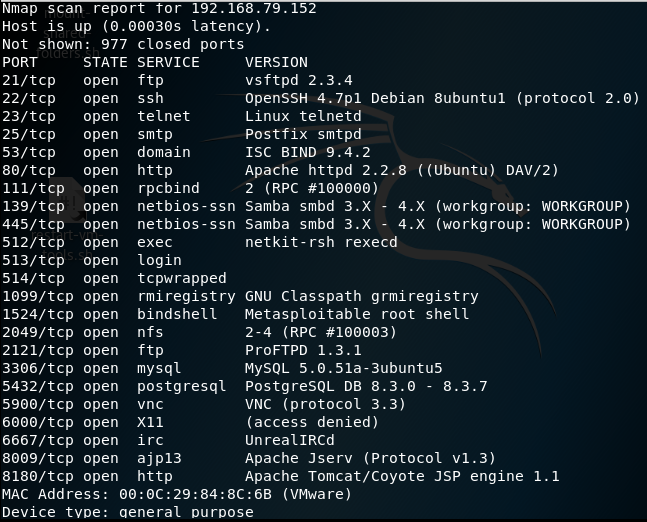 Nmap scan report for 192.168.79.152
Host is up (0.00030s latency).
Not shown: 977 closed ports
PORT     STATE SERVICE     VERSION
21/tcp   open  ftp         vsftpd 2.3.4
22/tcp   open  ssh         OpenSSH 4.7p1 Debian 8ubuntu1 (protocol 2.0)
23/tcp   open  telnet      Linux telnetd
25/tcp   open  smtp        Postfix smtpd
53/tcp   open  domain      ISC BIND 9.4.2
80/tcp   open  http        Apache httpd 2.2.8 ((Ubuntu) DAV/2)
111/tcp  open  rpcbind     2 (RPC #100000)
139/tcp  open  netbios-ssn Samba smbd 3.X - 4.X (workgroup: WORKGROUP)
445/tcp  open  netbios-ssn Samba smbd 3.X - 4.X (workgroup: WORKGROUP)
512/tcp  open  exec        netkit-rsh rexecd
513/tcp  open  login
514/tcp  open  tcpwrapped
1099/tcp open  rmiregistry GNU Classpath grmiregistry
1524/tcp open  bindshell   Metasploitable root shell
2049/tcp open  nfs         2-4 (RPC #100003)
2121/tcp open  ftp         ProFTPD 1.3.1
3306/tcp open  mysql       MySQL 5.0.51a-3ubuntu5
5432/tcp open  postgresql  PostgreSQL DB 8.3.0 - 8.3.7
5900/tcp open  vnc         VNC (protocol 3.3)
6000/tcp open  X11         (access denied)
6667/tcp open  irc         UnrealIRCd
8009/tcp open  ajp13       Apache Jserv (Protocol v1.3)
8180/tcp open  http        Apache Tomcat/Coyote JSP engine 1.1
MAC Address: 00:0C:29:84:8C:6B (VMware)
Device type: general purpose